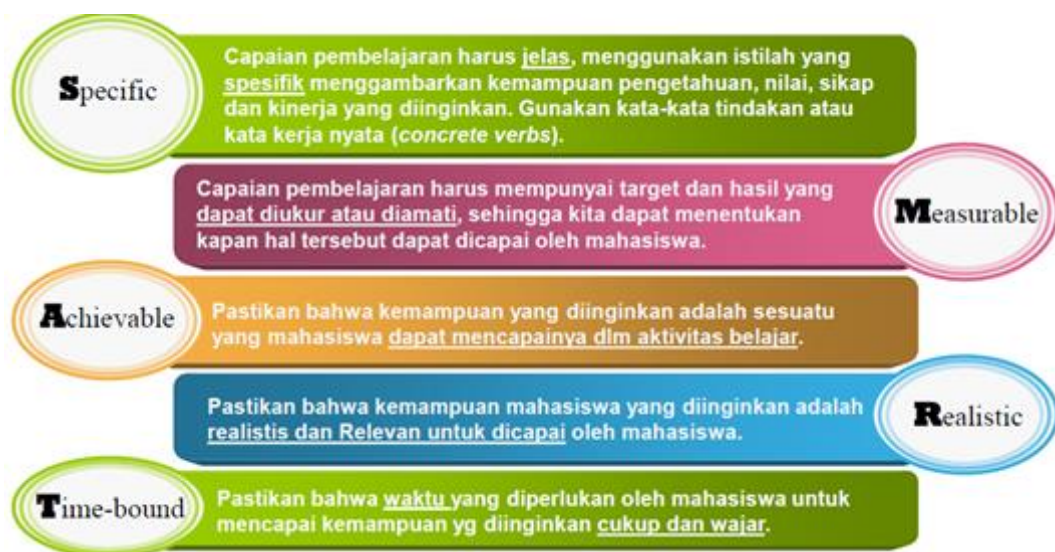 Specific
Capaian pembelajaran harus jelas, menggunakan istilah yang
spesifik menggambarkan kemampuan pengetahuan, nilai, sikap
dan kinerja yang diinginkan. Gunakan kata-kata tindakan atau
kata kerja nyata (concrete verbs).
Capaian pembelajaran harus mempunyai target dan hasil yang
dapat diukur atau diamati, sehingga kita dapat menentukan
kapan hal tersebut dapat dicapai oleh mahasiswa.
Measurable
Achievable
Pastikan bahwa kemampuan yang diinginkan adalah sesuatu
yang mahasiswa dapat mencapainya dlm aktivitas belajar.
Pastikan bahwa kemampuan mahasiswa yang diinginkan adalah
realistis dan Relevan untuk dicapai oleh mahasiswa.
Realistic
Time-bound
Pastikan bahwa waktu yang diperlukan oleh mahasiswa untuk
mencapai kemampuan yg diinginkan cukup dan wajar.